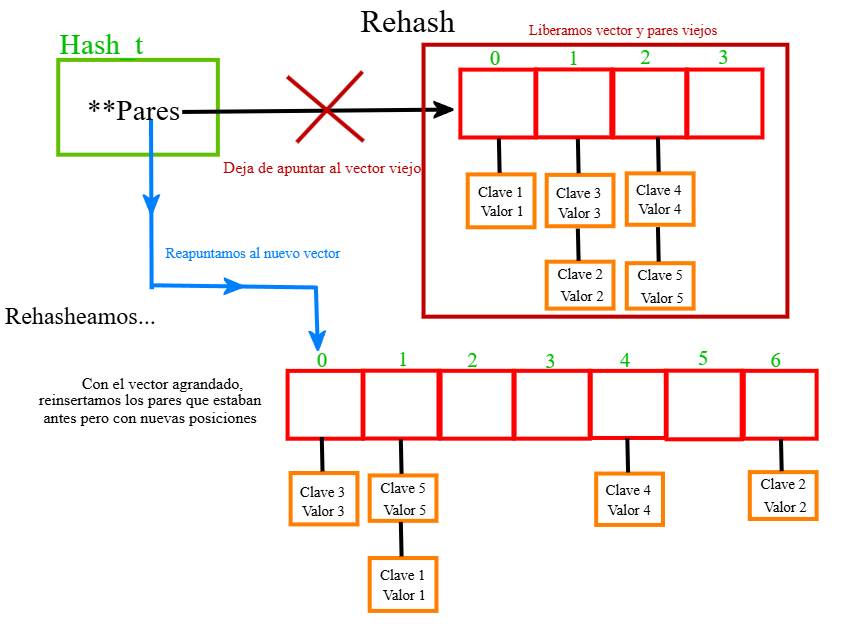 Rehash
Liberamos vector y pares viejos
Hash_t
**Pares
Deja de apuntar al vector viejo
0 1 2 3
Clave 1
Valor 1
Clave 3
Valor 3
Clave 4
Valor 4
Clave 2
Valor 2
Clave 5
Valor 5
Reapuntamos al nuevo vector
Rehasheamos...
Con el vector agrandado,
reinsertamos los pares que estaban
antes pero con nuevas posiciones
0 1 2 3 4 5 6
Clave 3
Valor 3
Clave 5
Valor 5
Clave 4
Valor 4
Clave 2
Valor 2
Clave 1
Valor 1